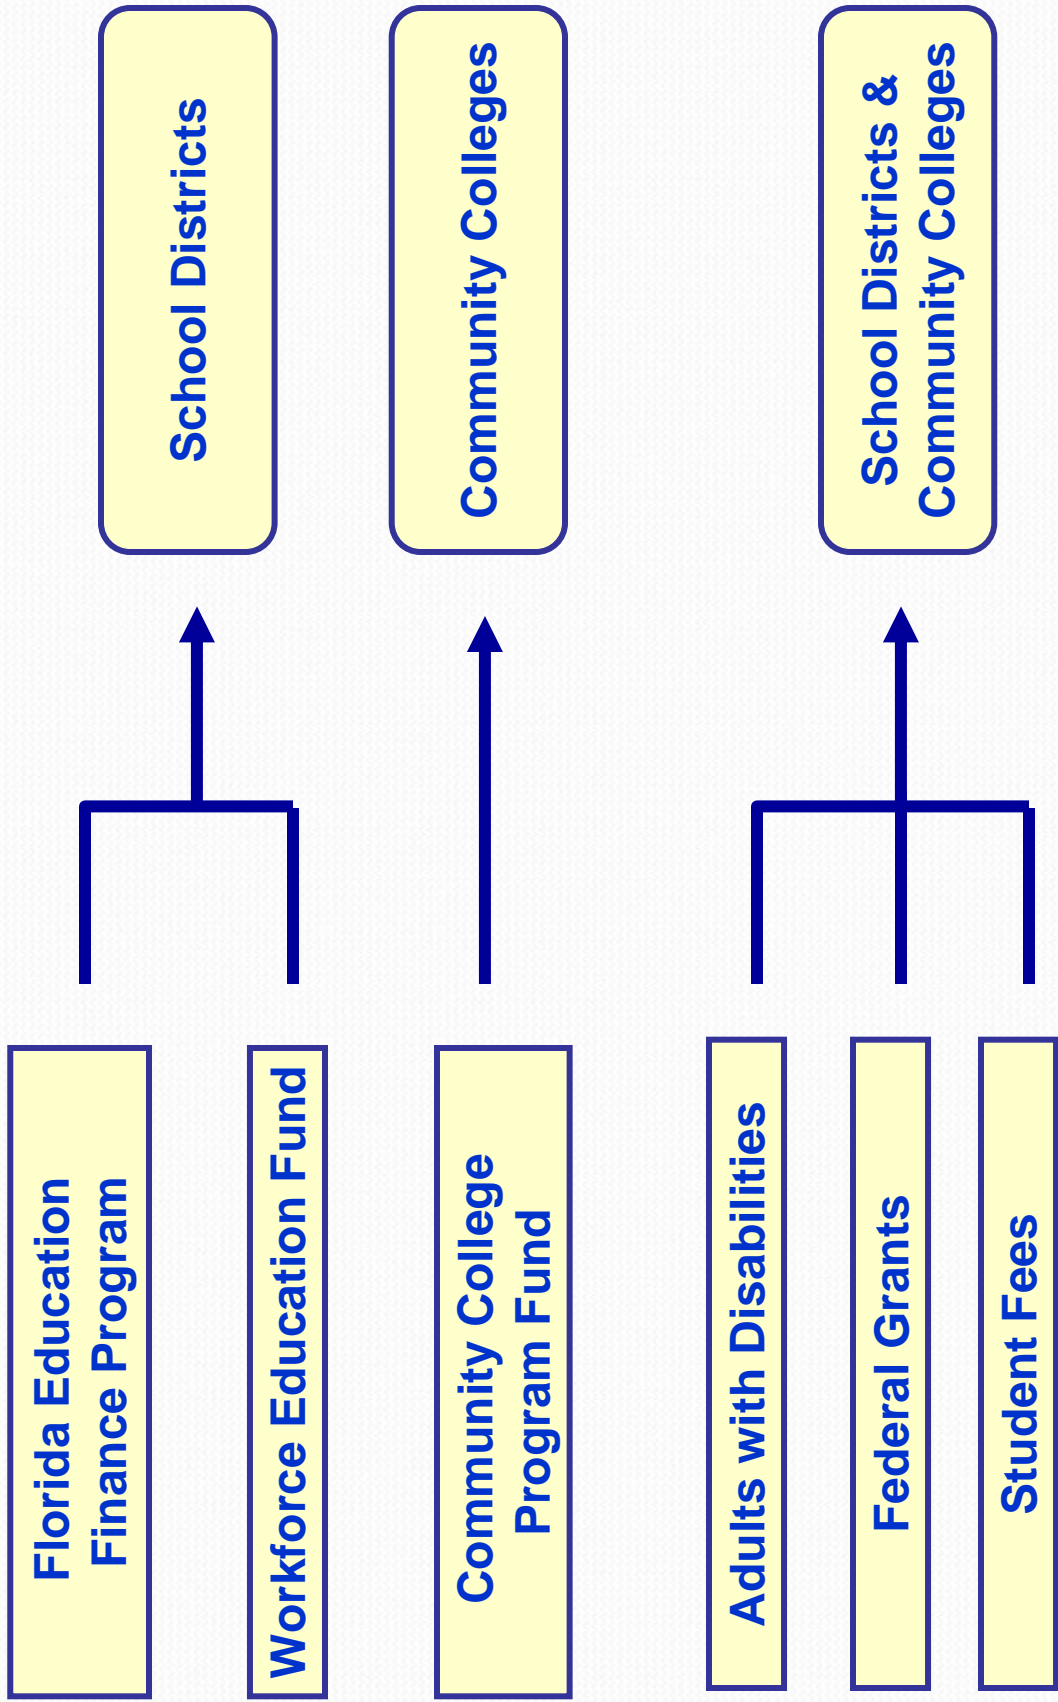 Florida Education
Finance Program
Workforce Education Fund
School Districts
Community College
Program Fund
Community Colleges
Adults with Disabilities
Federal Grants
Student Fees
School Districts &
Community Colleges